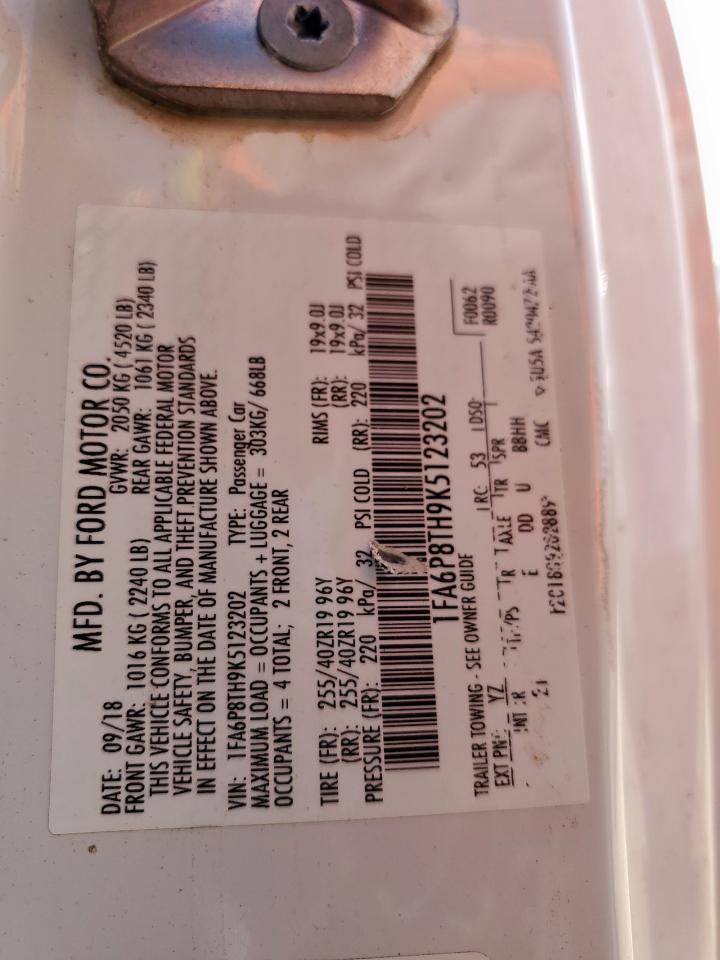 MFD. BY FORD MOTOR CO.
DATE: 09/18 GVWR: 2050 KG ( 4520 LB)
FRONT GAWR: 1016 KG ( 2240 LB) REAR GAWR: 1061 KG ( 2340 LB)
THIS VEHICLE CONFORMS TO ALL APPLICABLE FEDERAL MOTOR
VEHICLE SAFETY, BUMPER, AND THEFT PREVENTION STANDARDS
IN EFFECT ON THE DATE OF MANUFACTURE SHOWN ABOVE.
VIN: 1FA6P8TH9K5123202 TYPE: Passenger Car
MAXIMUM LOAD = OCCUPANTS + LUGGAGE = 303KG/ 668LB
OCCUPANTS = 4 TOTAL; 2 FRONT, 2 REAR
TIRE (FR): 255/40ZR19 96Y RIMS (FR): 19x9.0J
(RR): 255/40ZR19 96Y (RR): 19x9.0J
PRESSURE (FR): 220 kPa/ 32 PSI COLD (RR): 220 kPa/ 32 PSI COLD
1FA6P8TH9K5123202
F0062
TRAILER TOWING - SEE OWNER GUIDE R0090
EXT PNT: YZ RC: 53 DSO:
INT TR TP/PS R AXLE TR SPR
E DD U BBHH
CMC